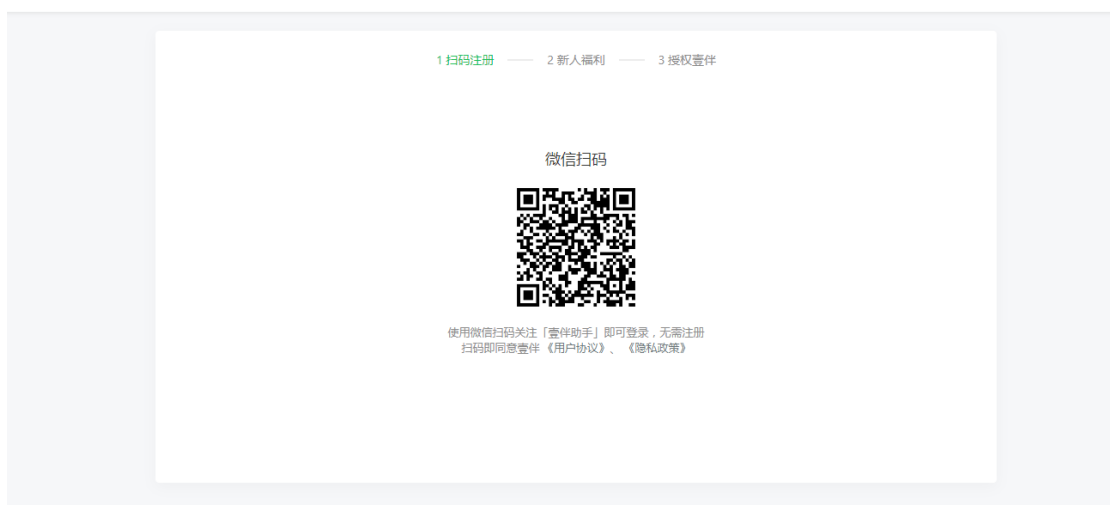 1 扫码注册 2 新人福利 3 授权壹伴
微信扫码
使用微信扫码关注「壹伴助手」即可登录，无需注册
扫码即同意壹伴《用户协议》、《隐私政策》